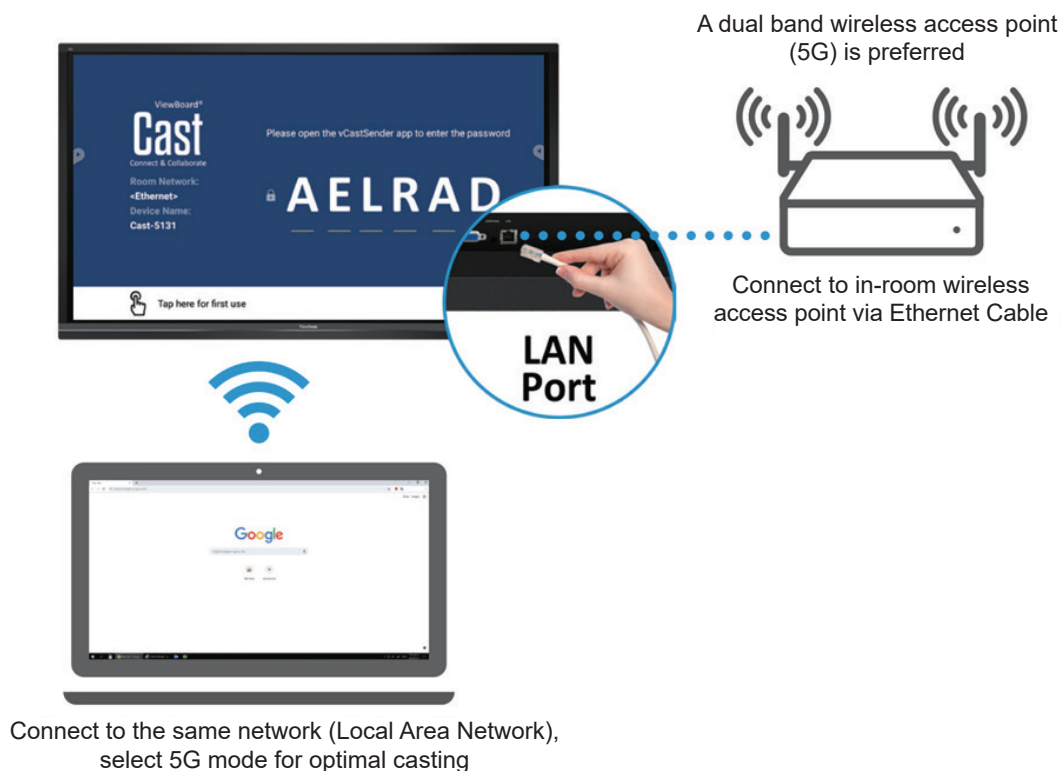 A dual band wireless access point
(5G) is preferred
ViewBoard®
Cast
Connect & Collaborate
Please open the vCastSender app to enter the password
Room Network:
<Ethernet>
Device Name:
Cast-5131
AELRAD
Tap here for first use
LAN
Port
Connect to in-room wireless
access point via Ethernet Cable
Google
Connect to the same network (Local Area Network),
select 5G mode for optimal casting